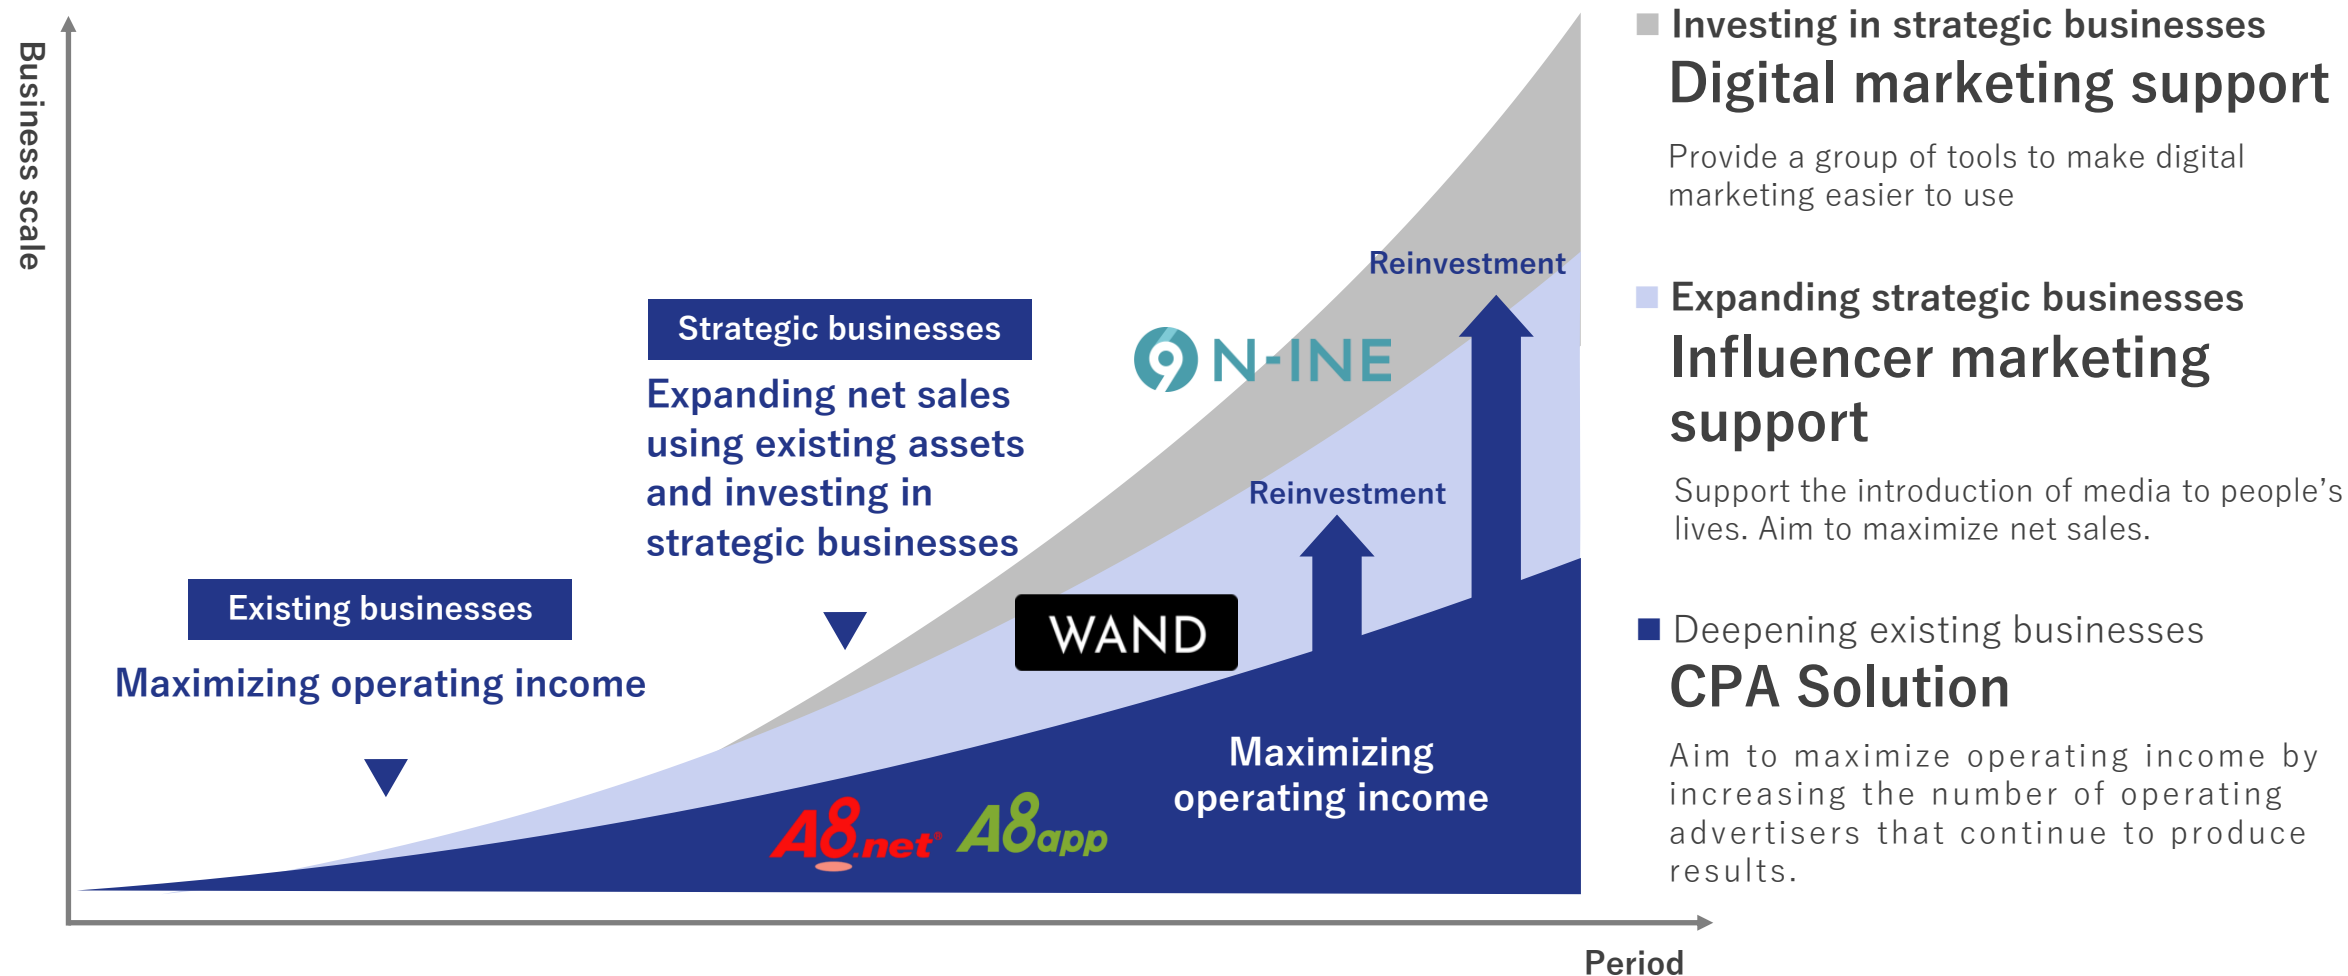 Business scale
Existing businesses
Maximizing operating income
Strategic businesses
Expanding net sales
using existing assets
and investing in
strategic businesses
9 N-INE
Reinvestment
Reinvestment
WAND
A8.net®
A8app
Maximizing
operating income
Period
Investing in strategic businesses
Digital marketing support
Provide a group of tools to make digital
marketing easier to use
Expanding strategic businesses
Influencer marketing
support
Support the introduction of media to people’s
lives. Aim to maximize net sales.
Deepening existing businesses
CPA Solution
Aim to maximize operating income by
increasing the number of operating
advertisers that continue to produce
results.